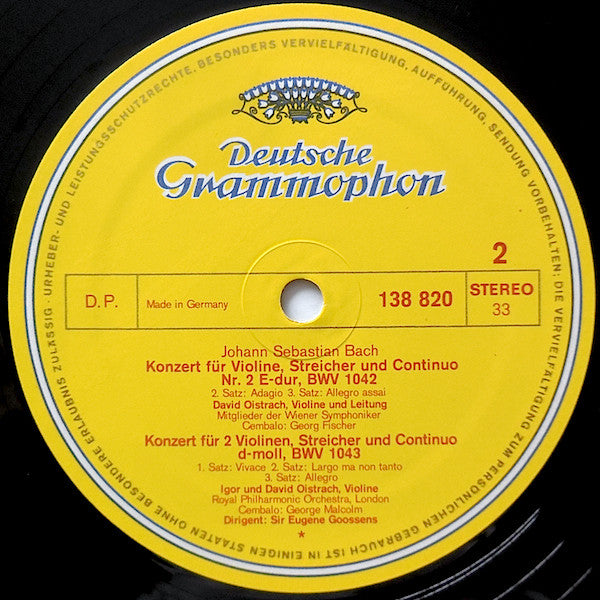 Deutsche
Grammophon
2
D.P.
Made in Germany
138 820
STEREO
33
Johann Sebastian Bach
Konzert für Violine, Streicher und Continuo
Nr. 2 E-dur, BWV 1042
2. Satz: Adagio 3. Satz: Allegro assai
David Oistrach, Violine und Leitung
Mitglieder der Wiener Symphoniker
Cembalo: Georg Fischer
Konzert für 2 Violinen, Streicher und Continuo
d-moll, BWV 1043
1. Satz: Vivace 2. Satz: Largo ma non tanto
3. Satz: Allegro
Igor und David Oistrach, Violine
Royal Philharmonic Orchestra, London
Cembalo: George Malcolm
Dirigent: Sir Eugene Goossens
*
URHEBER- UND LEISTUNGSSCHUTZRECHTE, BESONDERS VERVIELFÄLTIGUNG, AUFFÜHRUNG, SENDUNG VORBEHALTEN; DIE VERVIELFÄLTIGUNG ZUM PERSÖNLICHEN GEBRAUCH IST IN EINIGEN STAATEN OHNE BESONDERE ERLAUBNIS ZULÄSSIG ·